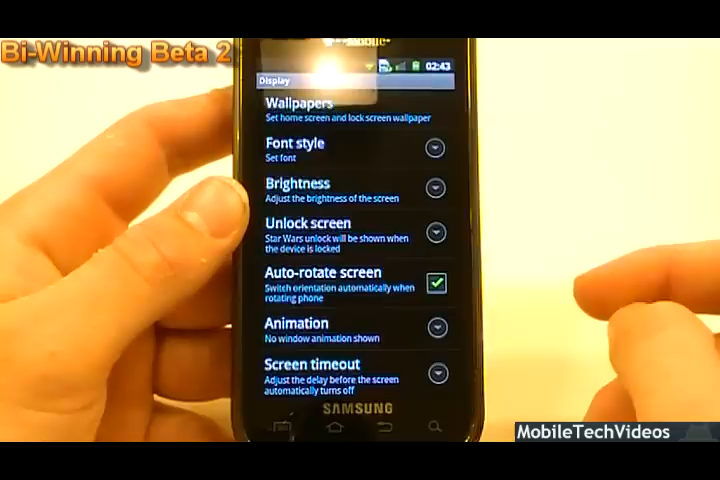 Bi-Winning Beta 2
Mobile
02:43
Display
Wallpapers
Set home screen and lock screen wallpaper
Font style
Set font
Brightness
Adjust the brightness of the screen
Unlock screen
Star Wars unlock will be shown when
the device is locked
Auto-rotate screen
Switch orientation automatically when
rotating phone
Animation
No window animation shown
Screen timeout
Adjust the delay before the screen
automatically turns off
SAMSUNG
MobileTechVideos